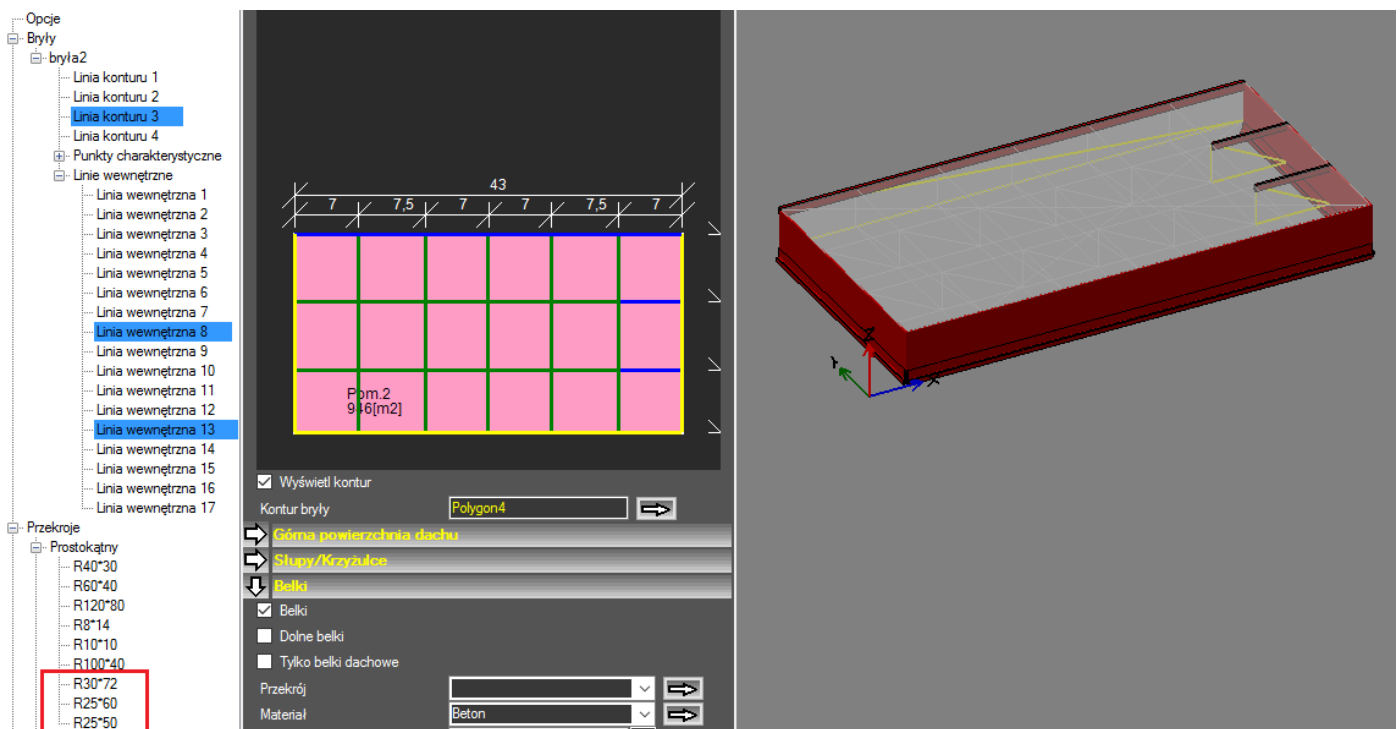 Opcje
Bryły
bryła2
Linia konturu 1
Linia konturu 2
Linia konturu 3
Linia konturu 4
Punkty charakterystyczne
Linie wewnętrzne
Linia wewnętrzna 1
Linia wewnętrzna 2
Linia wewnętrzna 3
Linia wewnętrzna 4
Linia wewnętrzna 5
Linia wewnętrzna 6
Linia wewnętrzna 7
Linia wewnętrzna 8
Linia wewnętrzna 9
Linia wewnętrzna 10
Linia wewnętrzna 11
Linia wewnętrzna 12
Linia wewnętrzna 13
Linia wewnętrzna 14
Linia wewnętrzna 15
Linia wewnętrzna 16
Linia wewnętrzna 17
Przekroje
Prostokątny
R40*30
R60*40
R120*80
R8*14
R10*10
R100*40
R30*72
R25*60
R25*50
43
7 7,5 7 7 7,5 7
Pom.2
946[m2]
Wyświetl kontur
Kontur bryły Polygon4
Górna powierzchnia dachu
Słupy/Krzyżulce
Belki
Belki
Dolne belki
Tylko belki dachowe
Przekrój
Materiał Beton
Z
Y
X